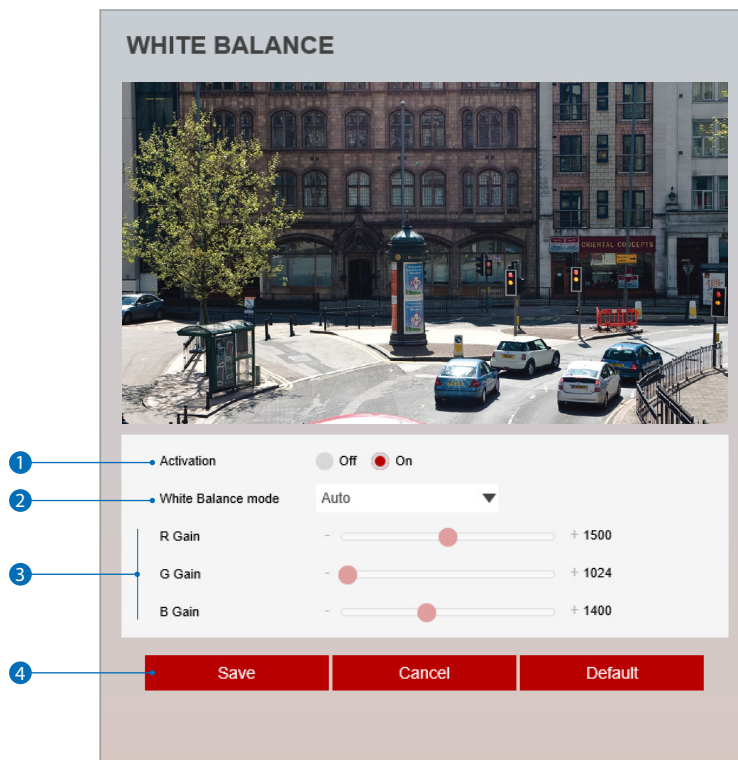 WHITE BALANCE
ORIENTAL CONCEPTS
1 Activation Off On
2 White Balance mode Auto
R Gain - + 1500
3 G Gain - + 1024
B Gain - + 1400
4 Save Cancel Default